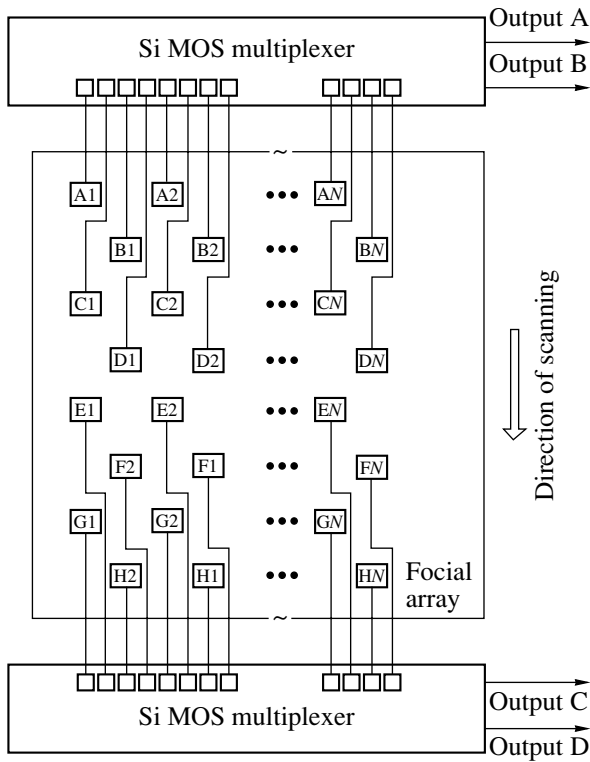 Output A
Si MOS multiplexer
Output B
~
A1 A2 ••• AN
B1 B2 ••• BN
C1 C2 ••• CN
D1 D2 ••• DN
E1 E2 ••• EN
F2 F1 ••• FN
G1 G2 ••• GN
H2 H1 ••• HN
Direction of scanning
Focial
array
~
Si MOS multiplexer
Output C
Output D